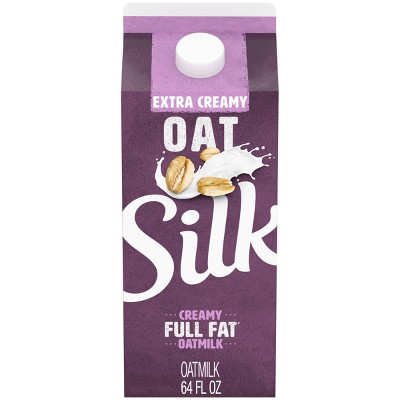 EXTRA CREAMY
OAT
Silk
CREAMY
FULL FAT*
OATMILK
OATMILK
64 FL OZ